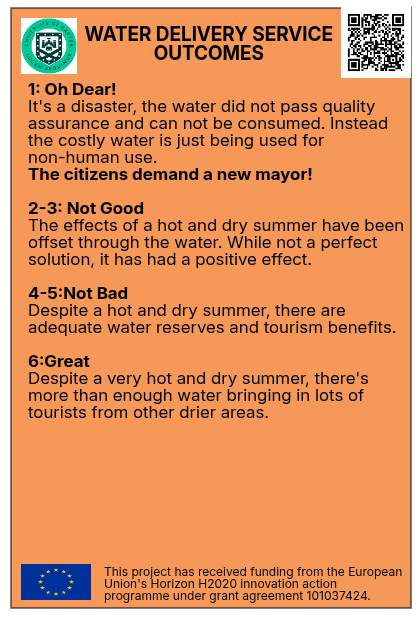 WATER DELIVERY SERVICE
OUTCOMES
1: Oh Dear!
It's a disaster, the water did not pass quality
assurance and can not be consumed. Instead
the costly water is just being used for
non-human use.
The citizens demand a new mayor!
2-3: Not Good
The effects of a hot and dry summer have been
offset through the water. While not a perfect
solution, it has had a positive effect.
4-5:Not Bad
Despite a hot and dry summer, there are
adequate water reserves and tourism benefits.
6:Great
Despite a very hot and dry summer, there's
more than enough water bringing in lots of
tourists from other drier areas.
This project has received funding from the European
Union's Horizon H2020 innovation action
programme under grant agreement 101037424.